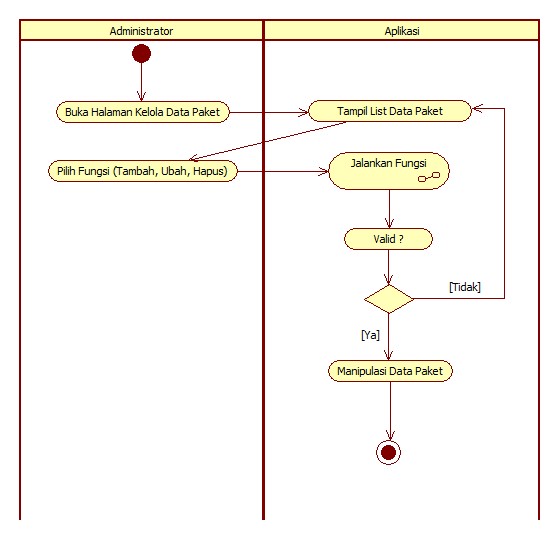 Administrator
Aplikasi
Buka Halaman Kelola Data Paket
Tampil List Data Paket
Pilih Fungsi (Tambah, Ubah, Hapus)
Jalankan Fungsi
Valid ?
[Tidak]
[Ya]
Manipulasi Data Paket